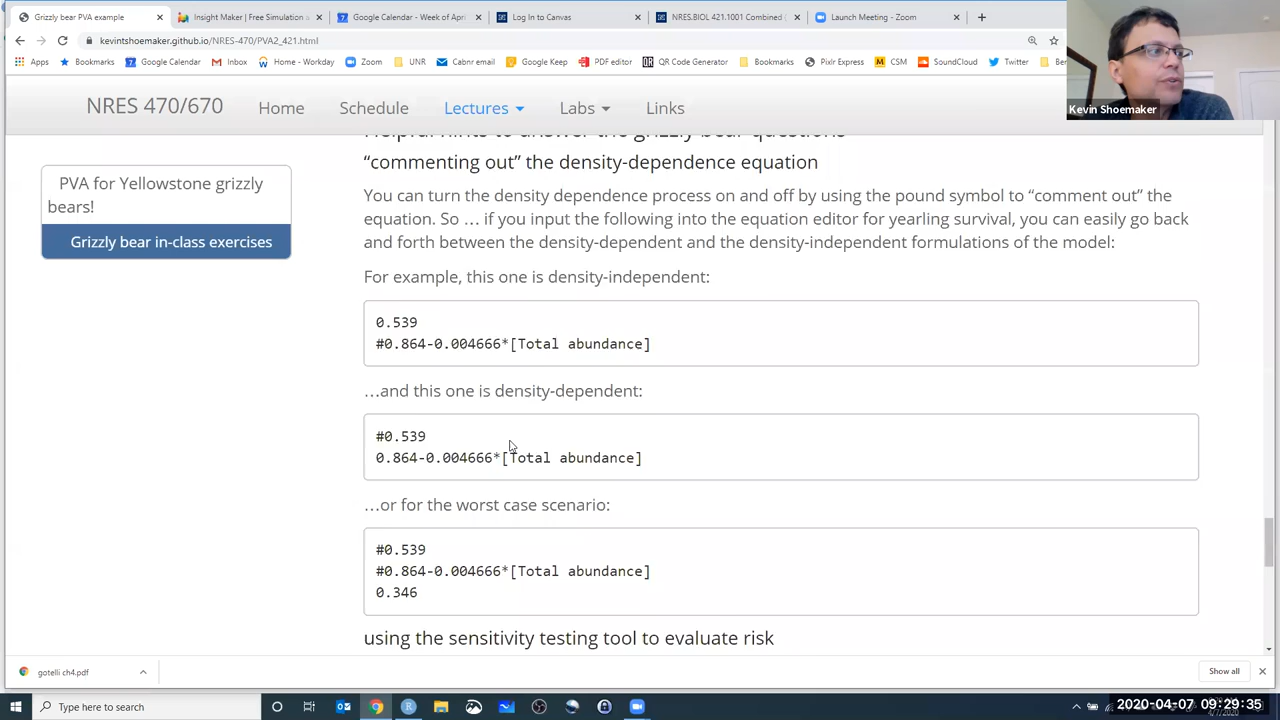 Grizzly bear PVA example
Insight Maker | Free Simulation a
Google Calendar - Week of Apri
Log In to Canvas
NRES.BIOL 421.1001 Combined (
Launch Meeting - Zoom
kevintshoemaker.github.io/NRES-470/PVA2_421.html
Apps
Bookmarks
Google Calendar
Inbox
Home - Workday
Zoom
UNR
Cabnr email
Google Keep
PDF editor
QR Code Generator
Bookmarks
Pixlr Express
CSM
SoundCloud
Twitter
Kevin Shoemaker
NRES 470/670
Home
Schedule
Lectures
Labs
Links
Helpful hints to answer the grizzly bear questions
PVA for Yellowstone grizzly
bears!
Grizzly bear in-class exercises
“commenting out” the density-dependence equation
You can turn the density dependence process on and off by using the pound symbol to “comment out” the
equation. So … if you input the following into the equation editor for yearling survival, you can easily go back
and forth between the density-dependent and the density-independent formulations of the model:
For example, this one is density-independent:
0.539
#0.864-0.004666*[Total abundance]
…and this one is density-dependent:
#0.539
0.864-0.004666*[Total abundance]
…or for the worst case scenario:
#0.539
#0.864-0.004666*[Total abundance]
0.346
using the sensitivity testing tool to evaluate risk
gotelli ch4.pdf
Show all
Type here to search
2020-04-07 09:29:35